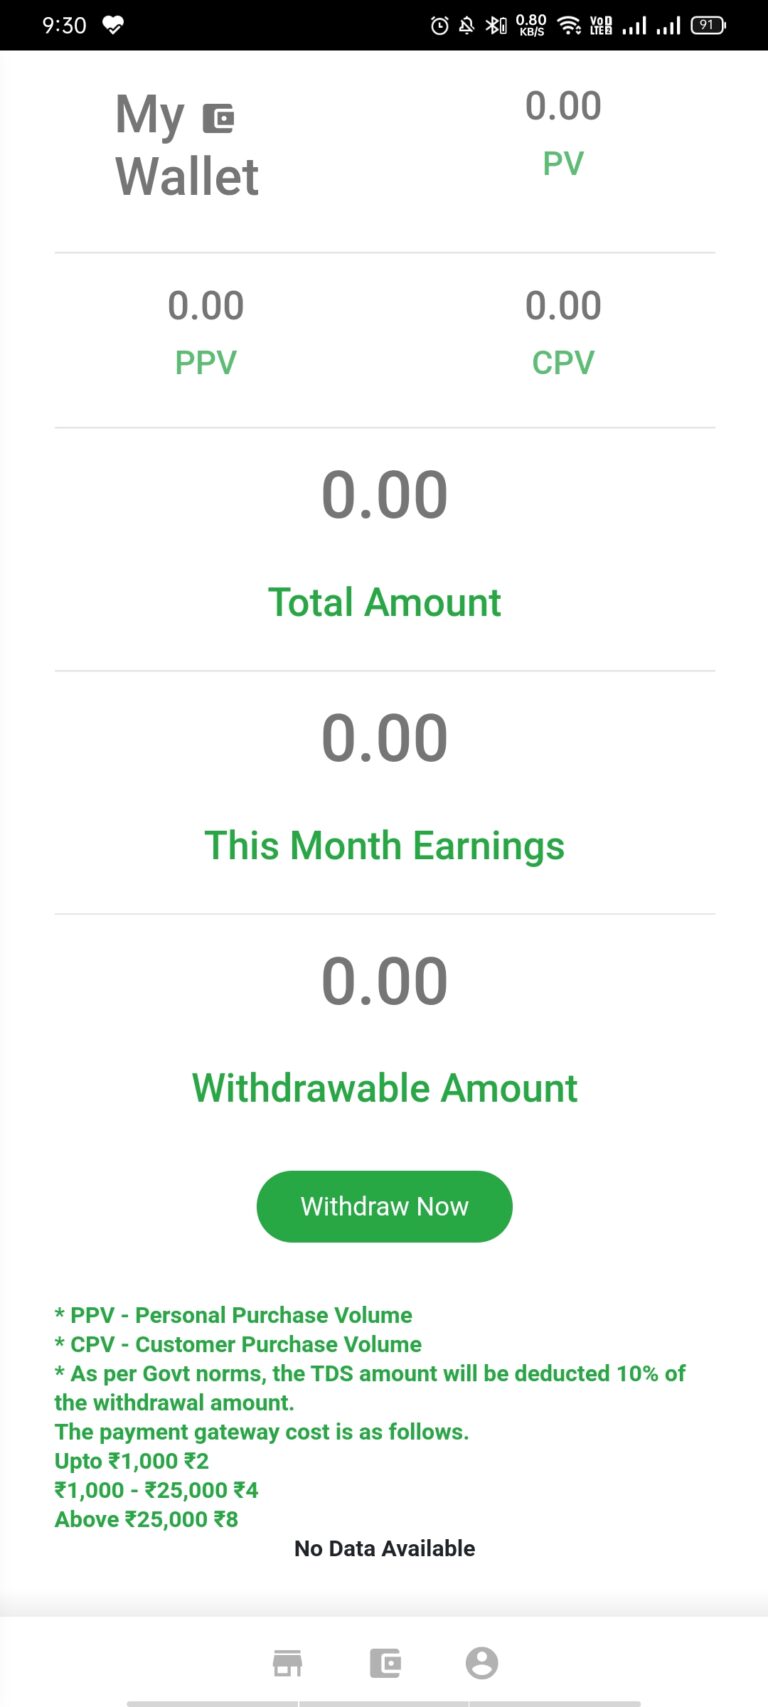 9:30
0.80
KB/S
VoD
LTE2
91
My
Wallet
0.00
PV
0.00
PPV
0.00
CPV
0.00
Total Amount
0.00
This Month Earnings
0.00
Withdrawable Amount
Withdraw Now
* PPV - Personal Purchase Volume
* CPV - Customer Purchase Volume
* As per Govt norms, the TDS amount will be deducted 10% of
the withdrawal amount.
The payment gateway cost is as follows.
Upto ₹1,000 ₹2
₹1,000 - ₹25,000 ₹4
Above ₹25,000 ₹8
No Data Available